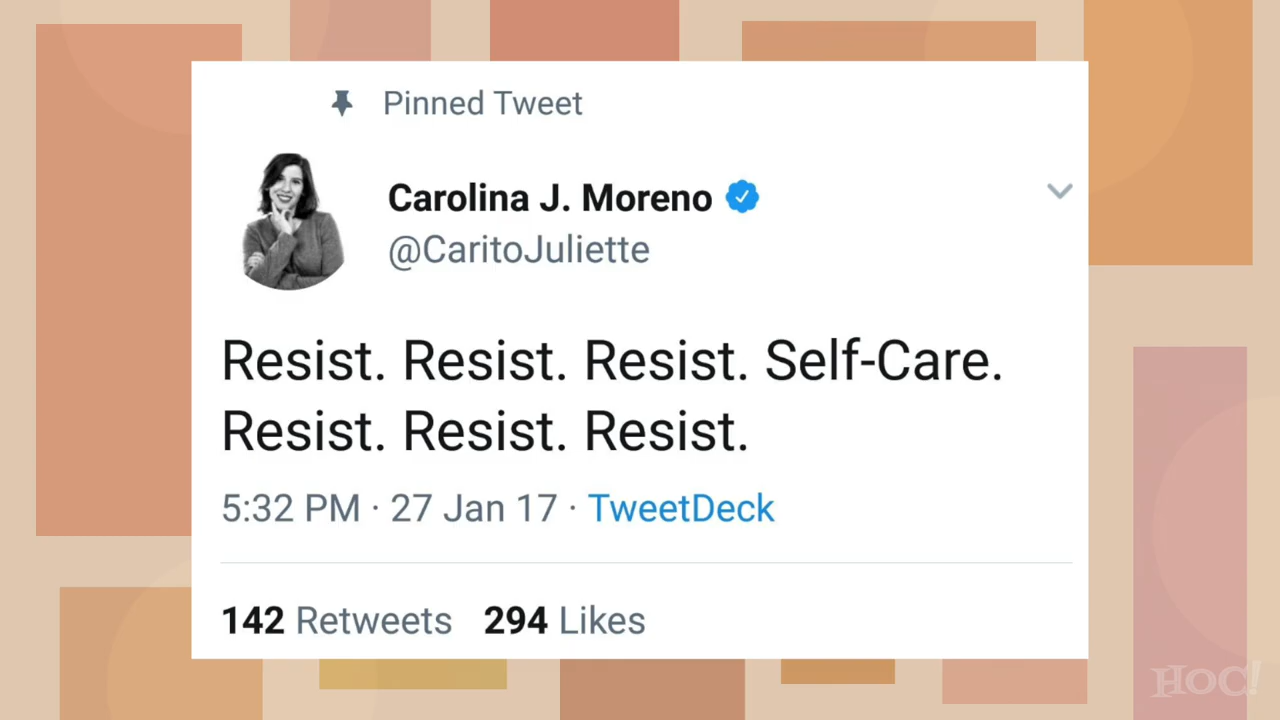 Pinned Tweet
Carolina J. Moreno
@CaritoJuliette
Resist. Resist. Resist. Self-Care.
Resist. Resist. Resist.
5:32 PM · 27 Jan 17 · TweetDeck
142 Retweets 294 Likes
HOC!